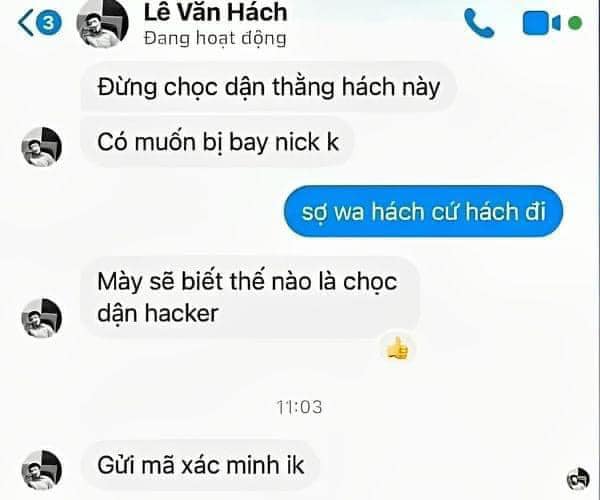 3
Lê Văn Hách
Đang hoạt động
Đừng chọc dận thằng hách này
Có muốn bị bay nick k
sợ wa hách cứ hách đi
Mày sẽ biết thế nào là chọc
dận hacker
11:03
Gửi mã xác minh ik